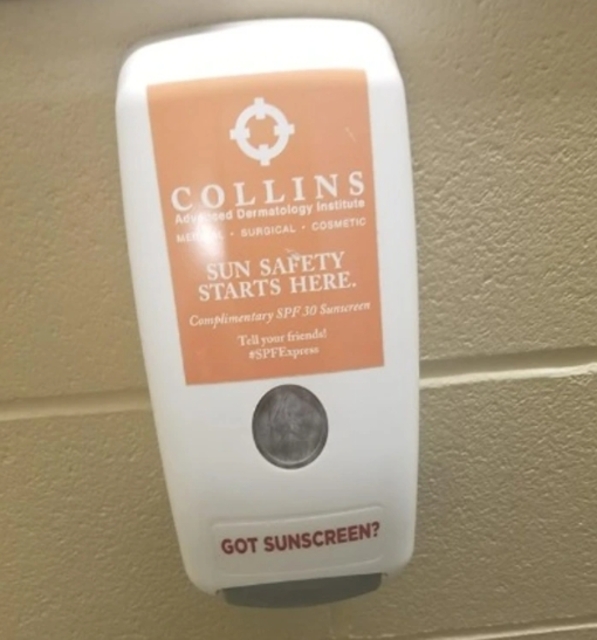 COLLINS
Advanced Dermatology Institute
MEDICAL · SURGICAL · COSMETIC
SUN SAFETY
STARTS HERE.
Complimentary SPF 30 Sunscreen
Tell your friends!
#SPFExpress
GOT SUNSCREEN?